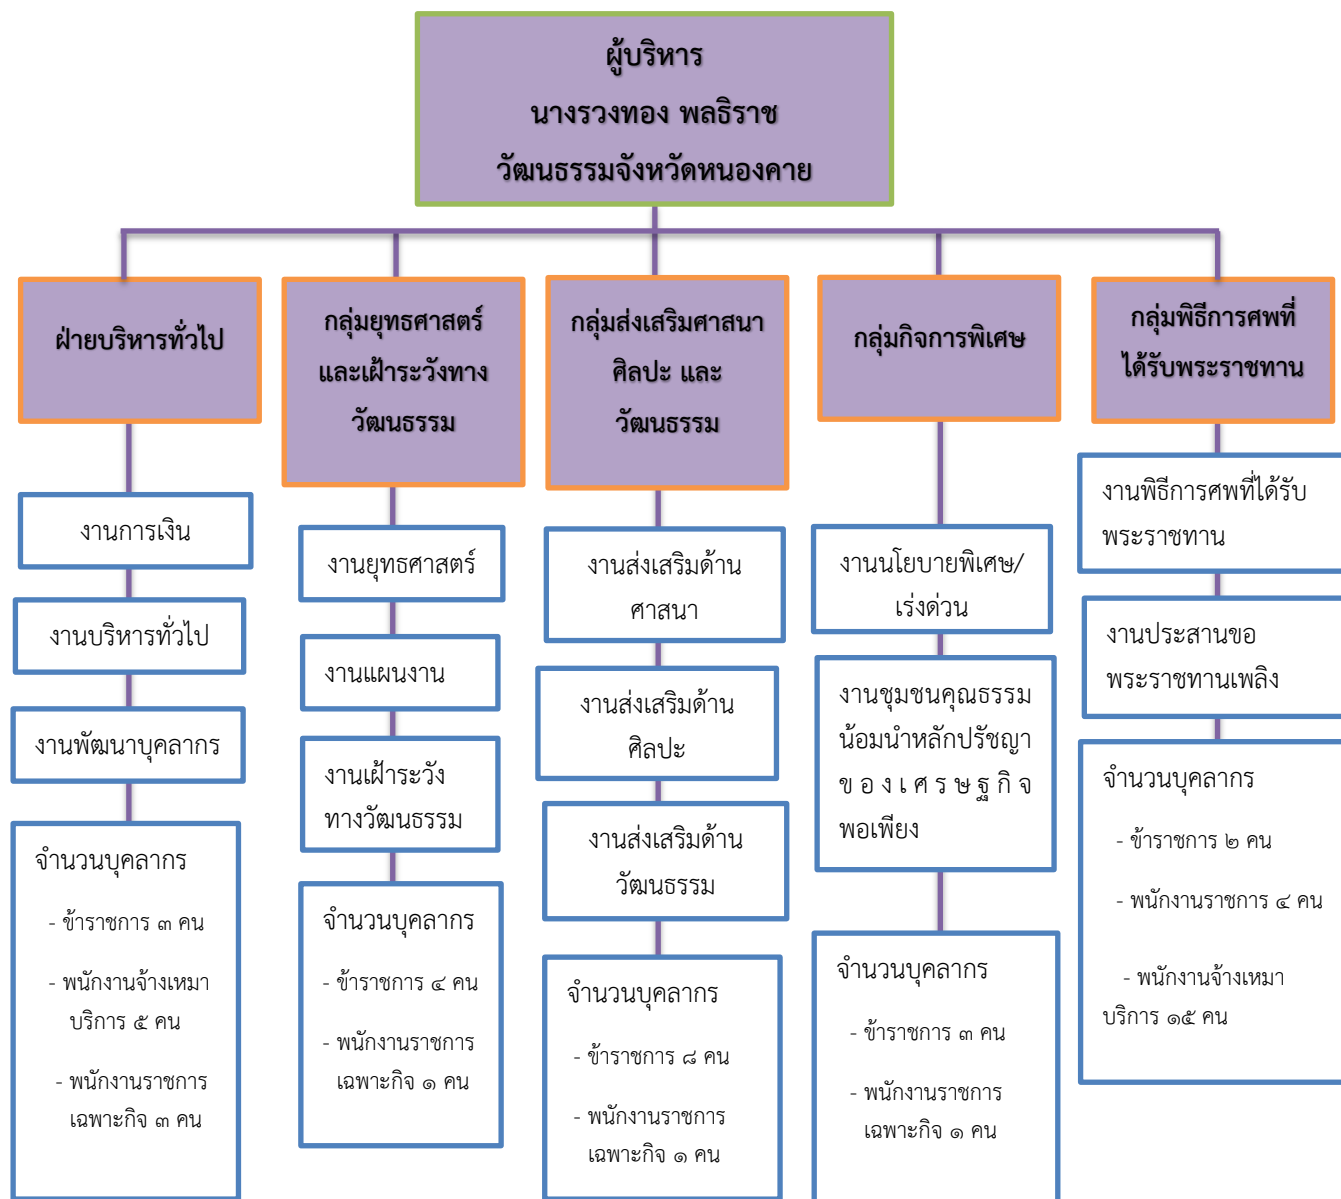 ผู้บริหาร
นางรวงทอง พลธิราช
วัฒนธรรมจังหวัดหนองคาย
ฝ่ายบริหารทั่วไป
งานการเงิน
งานบริหารทั่วไป
งานพัฒนาบุคลากร
จำนวนบุคลากร
- ข้าราชการ ๓ คน
- พนักงานจ้างเหมา
บริการ ๕ คน
- พนักงานราชการ
เฉพาะกิจ ๓ คน
กลุ่มยุทธศาสตร์
และเฝ้าระวังทาง
วัฒนธรรม
งานยุทธศาสตร์
งานแผนงาน
งานเฝ้าระวัง
ทางวัฒนธรรม
จำนวนบุคลากร
- ข้าราชการ ๔ คน
- พนักงานราชการ
เฉพาะกิจ ๑ คน
กลุ่มส่งเสริมศาสนา
ศิลปะ และ
วัฒนธรรม
งานส่งเสริมด้าน
ศาสนา
งานส่งเสริมด้าน
ศิลปะ
งานส่งเสริมด้าน
วัฒนธรรม
จำนวนบุคลากร
- ข้าราชการ ๘ คน
- พนักงานราชการ
เฉพาะกิจ ๑ คน
กลุ่มกิจการพิเศษ
งานนโยบายพิเศษ/
เร่งด่วน
งานชุมชนคุณธรรม
น้อมนำหลักปรัชญา
ของเศรษฐกิจ
พอเพียง
จำนวนบุคลากร
- ข้าราชการ ๓ คน
- พนักงานราชการ
เฉพาะกิจ ๑ คน
กลุ่มพิธีการศพที่
ได้รับพระราชทาน
งานพิธีการศพที่ได้รับ
พระราชทาน
งานประสานขอ
พระราชทานเพลิง
จำนวนบุคลากร
- ข้าราชการ ๒ คน
- พนักงานราชการ ๔ คน
- พนักงานจ้างเหมา
บริการ ๑๕ คน